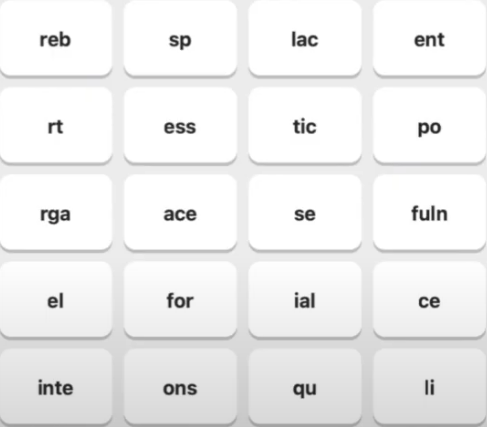 reb sp lac ent
rt ess tic po
rga ace se fuln
el for ial ce
inte ons qu li